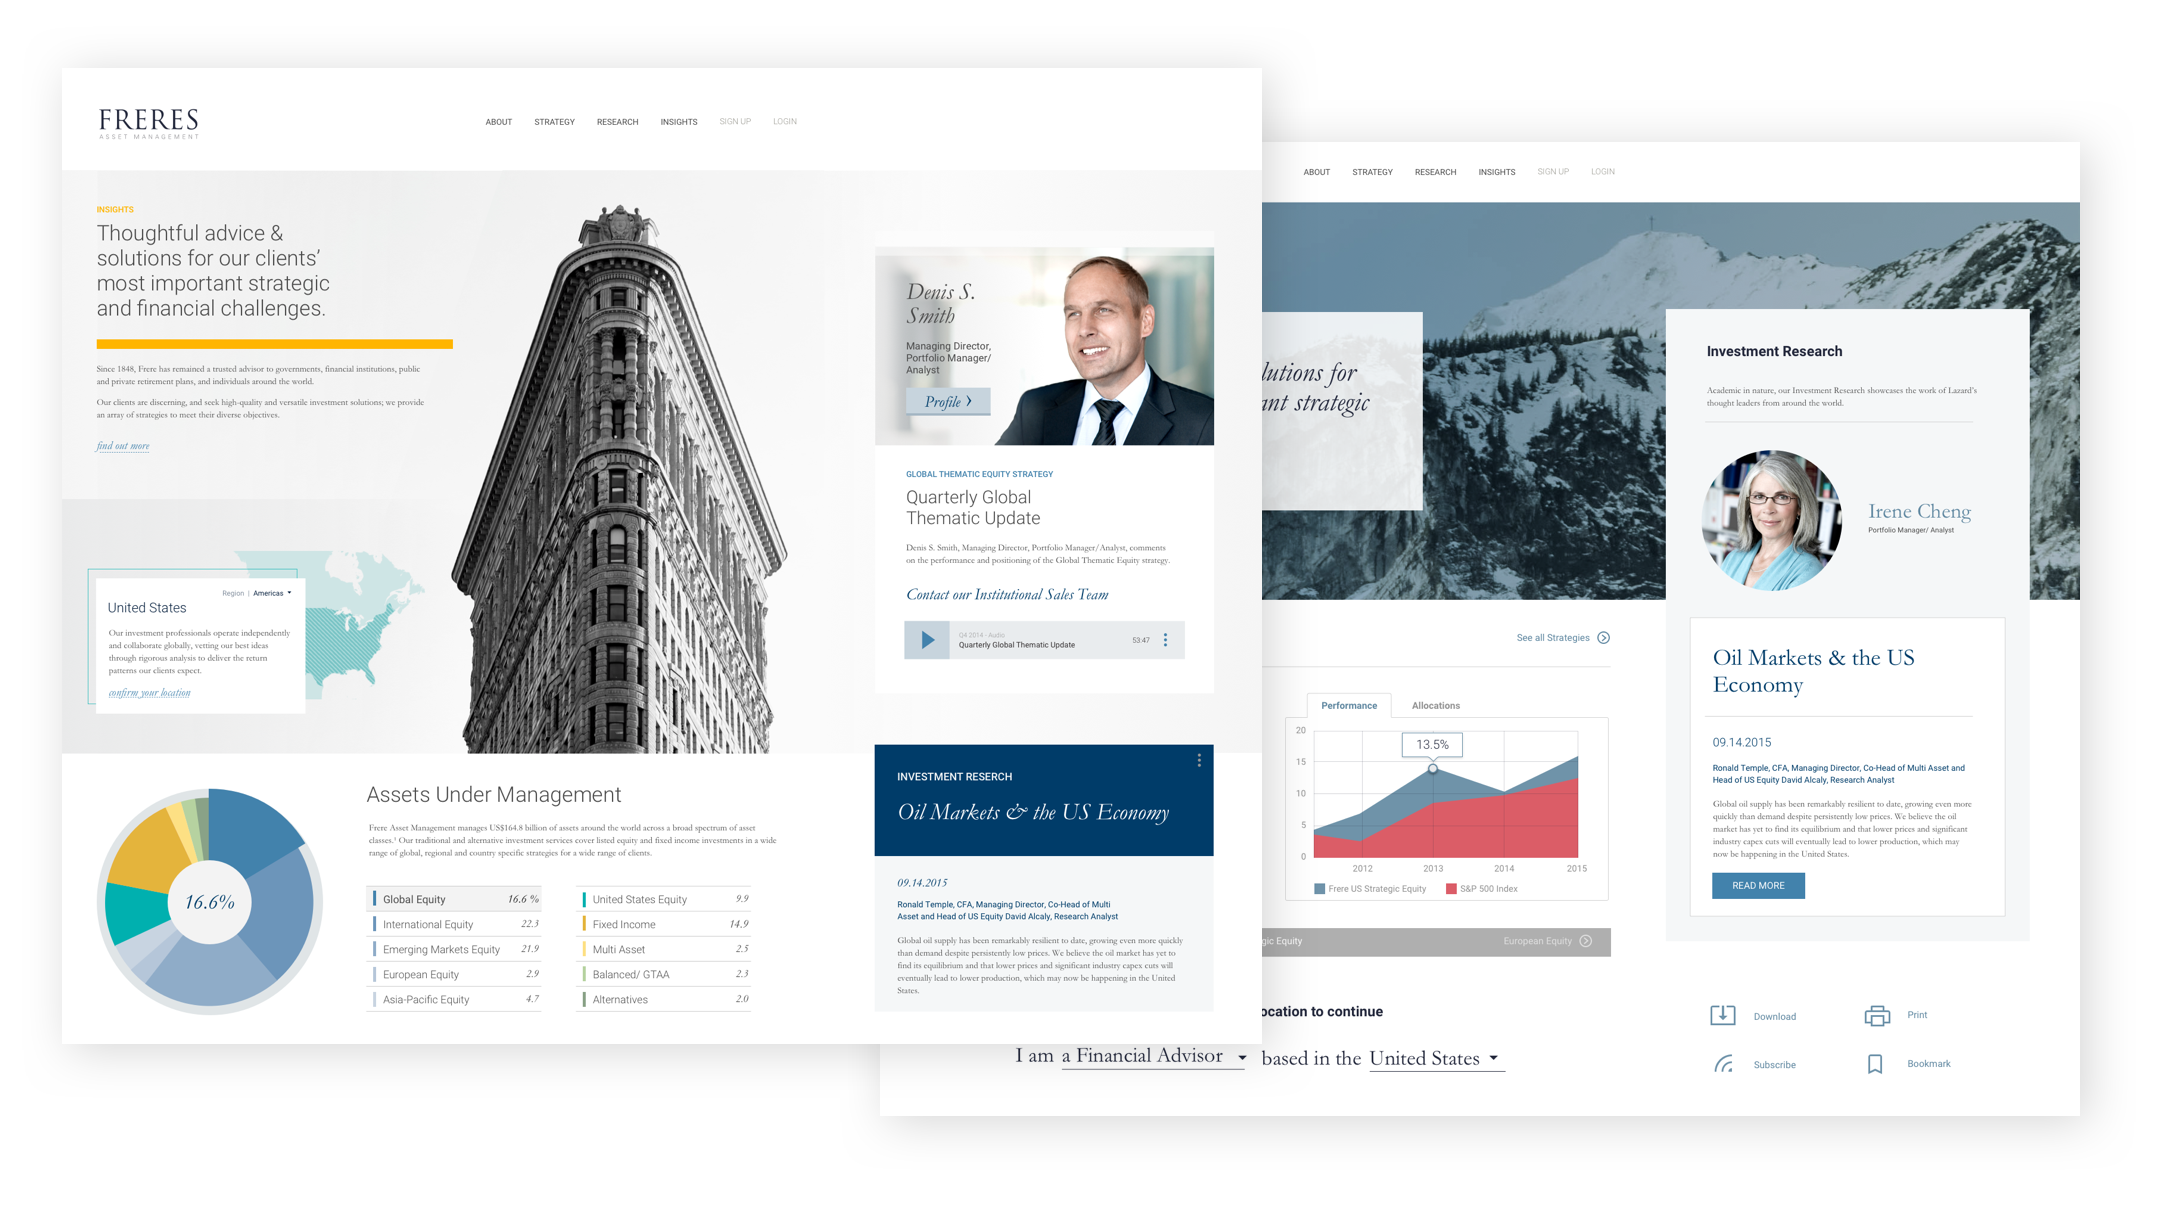 FRERES
ASSET MANAGEMENT
ABOUT
STRATEGY
RESEARCH
INSIGHTS
SIGN UP
LOGIN
INSIGHTS
Thoughtful advice &
solutions for our clients’
most important strategic
and financial challenges.
Since 1848, Frere has remained a trusted advisor to governments, financial institutions, public
and private retirement plans, and individuals around the world.
Our clients are discerning, and seek high-quality and versatile investment solutions; we provide
an array of strategies to meet their diverse objectives.
find out more
Region | Americas
United States
Our investment professionals operate independently
and collaborate globally, vetting our best ideas
through rigorous analysis to deliver the return
patterns our clients expect.
confirm your location
Denis S.
Smith
Managing Director,
Portfolio Manager/
Analyst
Profile ›
GLOBAL THEMATIC EQUITY STRATEGY
Quarterly Global
Thematic Update
Denis S. Smith, Managing Director, Portfolio Manager/Analyst, comments
on the performance and positioning of the Global Thematic Equity strategy.
Contact our Institutional Sales Team
Q4 2014 - Audio
Quarterly Global Thematic Update
53:47
16.6%
Assets Under Management
Frere Asset Management manages US$164.8 billion of assets around the world across a broad spectrum of asset
classes.¹ Our traditional and alternative investment services cover listed equity and fixed income investments in a wide
range of global, regional and country specific strategies for a wide range of clients.
Global Equity 16.6 %
International Equity 22.3
Emerging Markets Equity 21.9
European Equity 2.9
Asia-Pacific Equity 4.7
United States Equity 9.9
Fixed Income 14.9
Multi Asset 2.5
Balanced/ GTAA 2.3
Alternatives 2.0
INVESTMENT RESERCH
Oil Markets & the US Economy
09.14.2015
Ronald Temple, CFA, Managing Director, Co-Head of Multi
Asset and Head of US Equity David Alcaly, Research Analyst
Global oil supply has been remarkably resilient to date, growing even more quickly
than demand despite persistently low prices. We believe the oil market has yet to
find its equilibrium and that lower prices and significant industry capex cuts will
eventually lead to lower production, which may now be happening in the United
States.
ABOUT
STRATEGY
RESEARCH
INSIGHTS
SIGN UP
LOGIN
lutions for
ant strategic
See all Strategies
Performance
Allocations
20
15
10
5
0
13.5%
2012
2013
2014
2015
Frere US Strategic Equity
S&P 500 Index
gic Equity
European Equity
ocation to continue
I am a Financial Advisor based in the United States
Investment Research
Academic in nature, our Investment Research showcases the work of Lazard’s
thought leaders from around the world.
Irene Cheng
Portfolio Manager/ Analyst
Oil Markets & the US
Economy
09.14.2015
Ronald Temple, CFA, Managing Director, Co-Head of Multi Asset and
Head of US Equity David Alcaly, Research Analyst
Global oil supply has been remarkably resilient to date, growing even more
quickly than demand despite persistently low prices. We believe the oil
market has yet to find its equilibrium and that lower prices and significant
industry capex cuts will eventually lead to lower production, which may
now be happening in the United States.
READ MORE
Download
Print
Subscribe
Bookmark